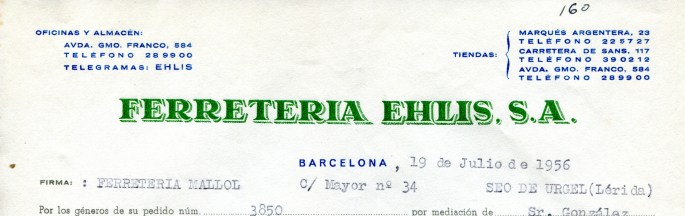 160
OFICINAS Y ALMACÉN:
AVDA. GMO. FRANCO, 584
TELÉFONO 289900
TELEGRAMAS: EHLIS
TIENDAS:
MARQUÉS ARGENTERA, 23
TELÉFONO 225727
CARRETERA DE SANS, 117
TELÉFONO 390212
AVDA. GMO. FRANCO, 584
TELÉFONO 289900
FERRETERIA EHLIS, S.A.
BARCELONA, 19 de Julio de 1956
FIRMA: : FERRETERIA MALLOL C/ Mayor nº 34 SEO DE URGEL(Lérida)
Por los géneros de su pedido núm. 3850 por mediación de Sr. González